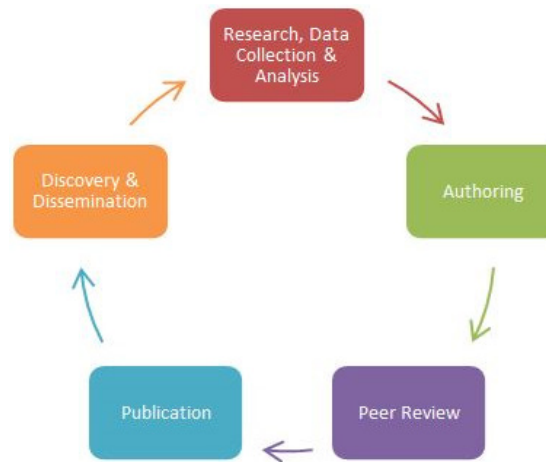 Research, Data
Collection &
Analysis
Authoring
Peer Review
Publication
Discovery &
Dissemination